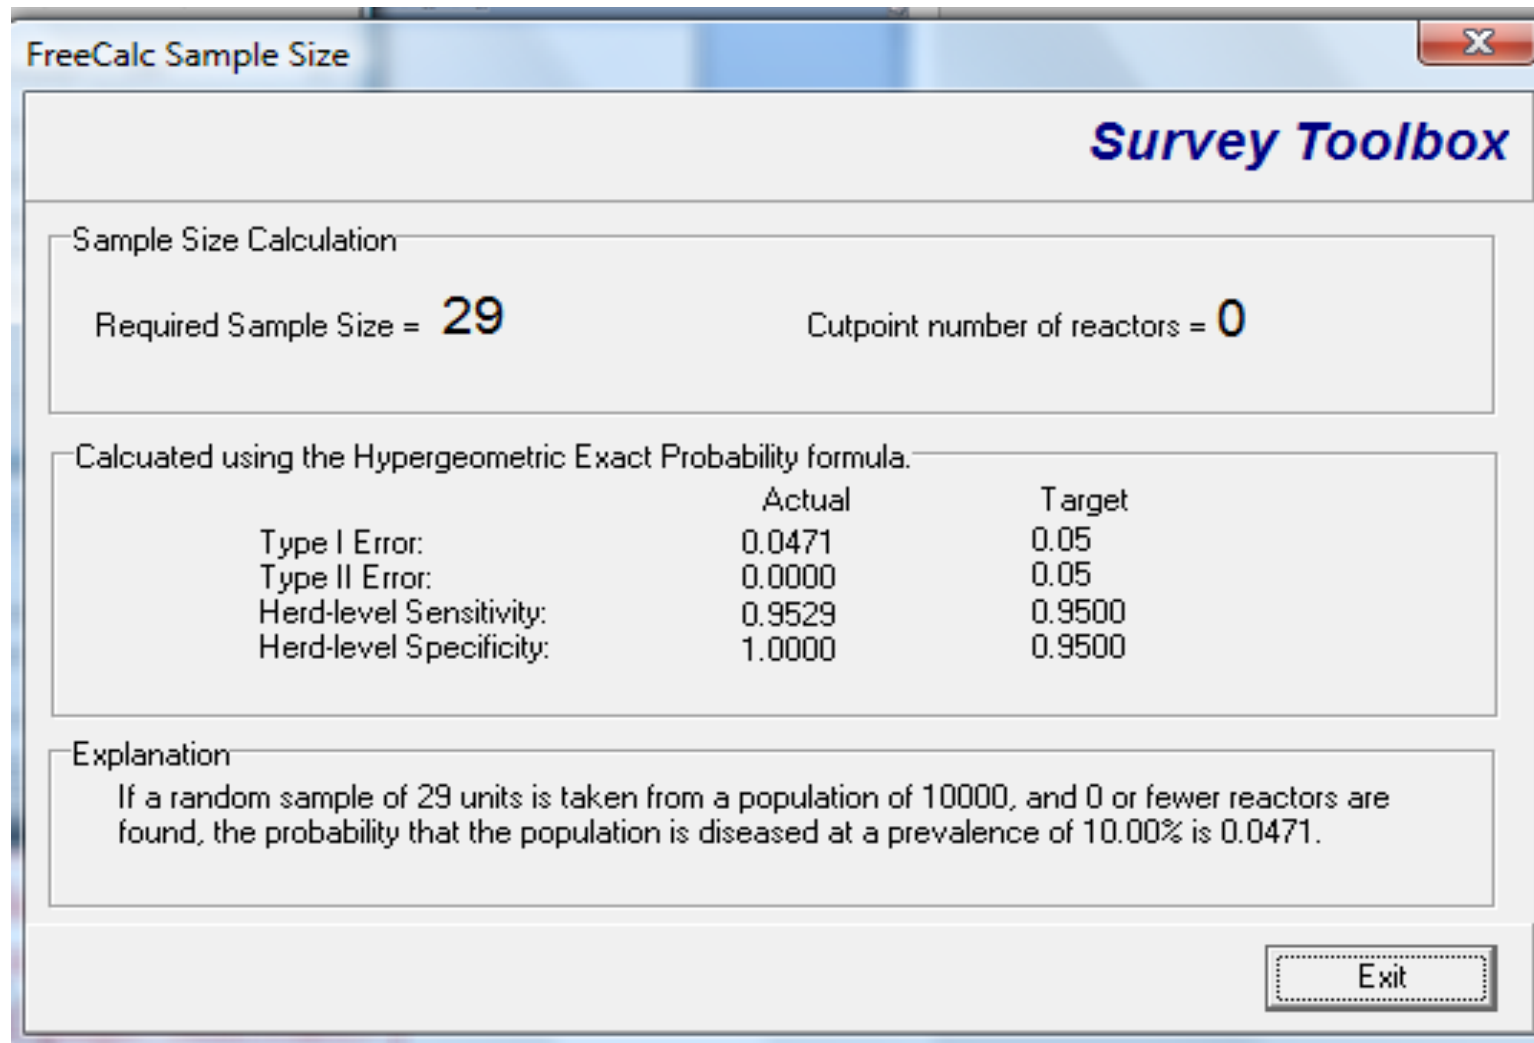 FreeCalc Sample Size
Survey Toolbox
Sample Size Calculation
Required Sample Size = 29 Cutpoint number of reactors = 0
Calcuated using the Hypergeometric Exact Probability formula.
Actual Target
Type I Error: 0.0471 0.05
Type II Error: 0.0000 0.05
Herd-level Sensitivity: 0.9529 0.9500
Herd-level Specificity: 1.0000 0.9500
Explanation
If a random sample of 29 units is taken from a population of 10000, and 0 or fewer reactors are
found, the probability that the population is diseased at a prevalence of 10.00% is 0.0471.
Exit